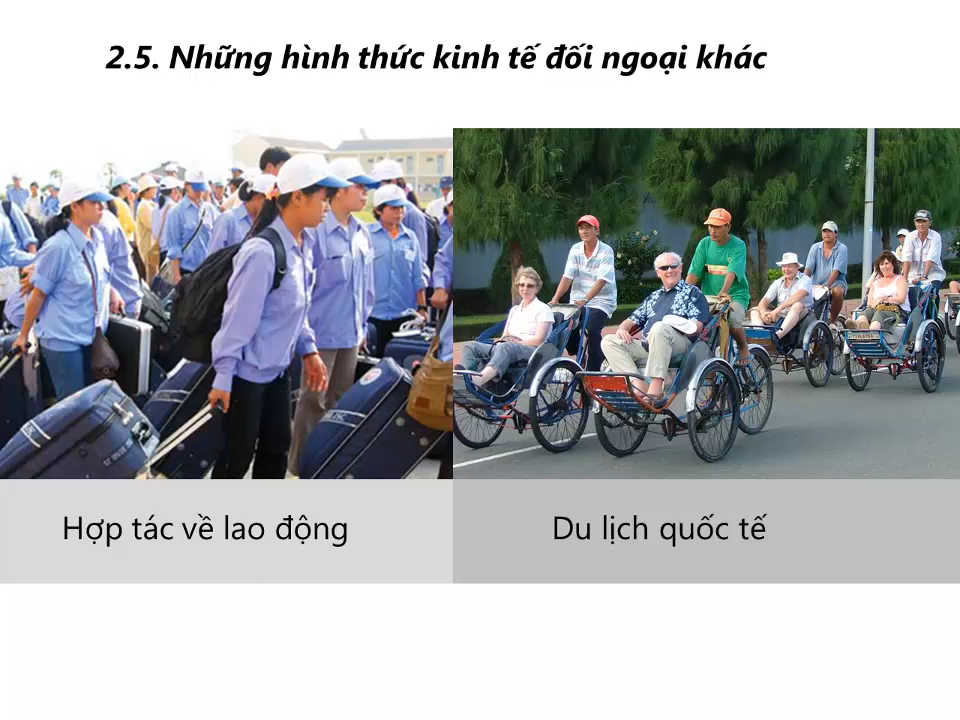 2.5. Những hình thức kinh tế đối ngoại khác
Hợp tác về lao động
Du lịch quốc tế